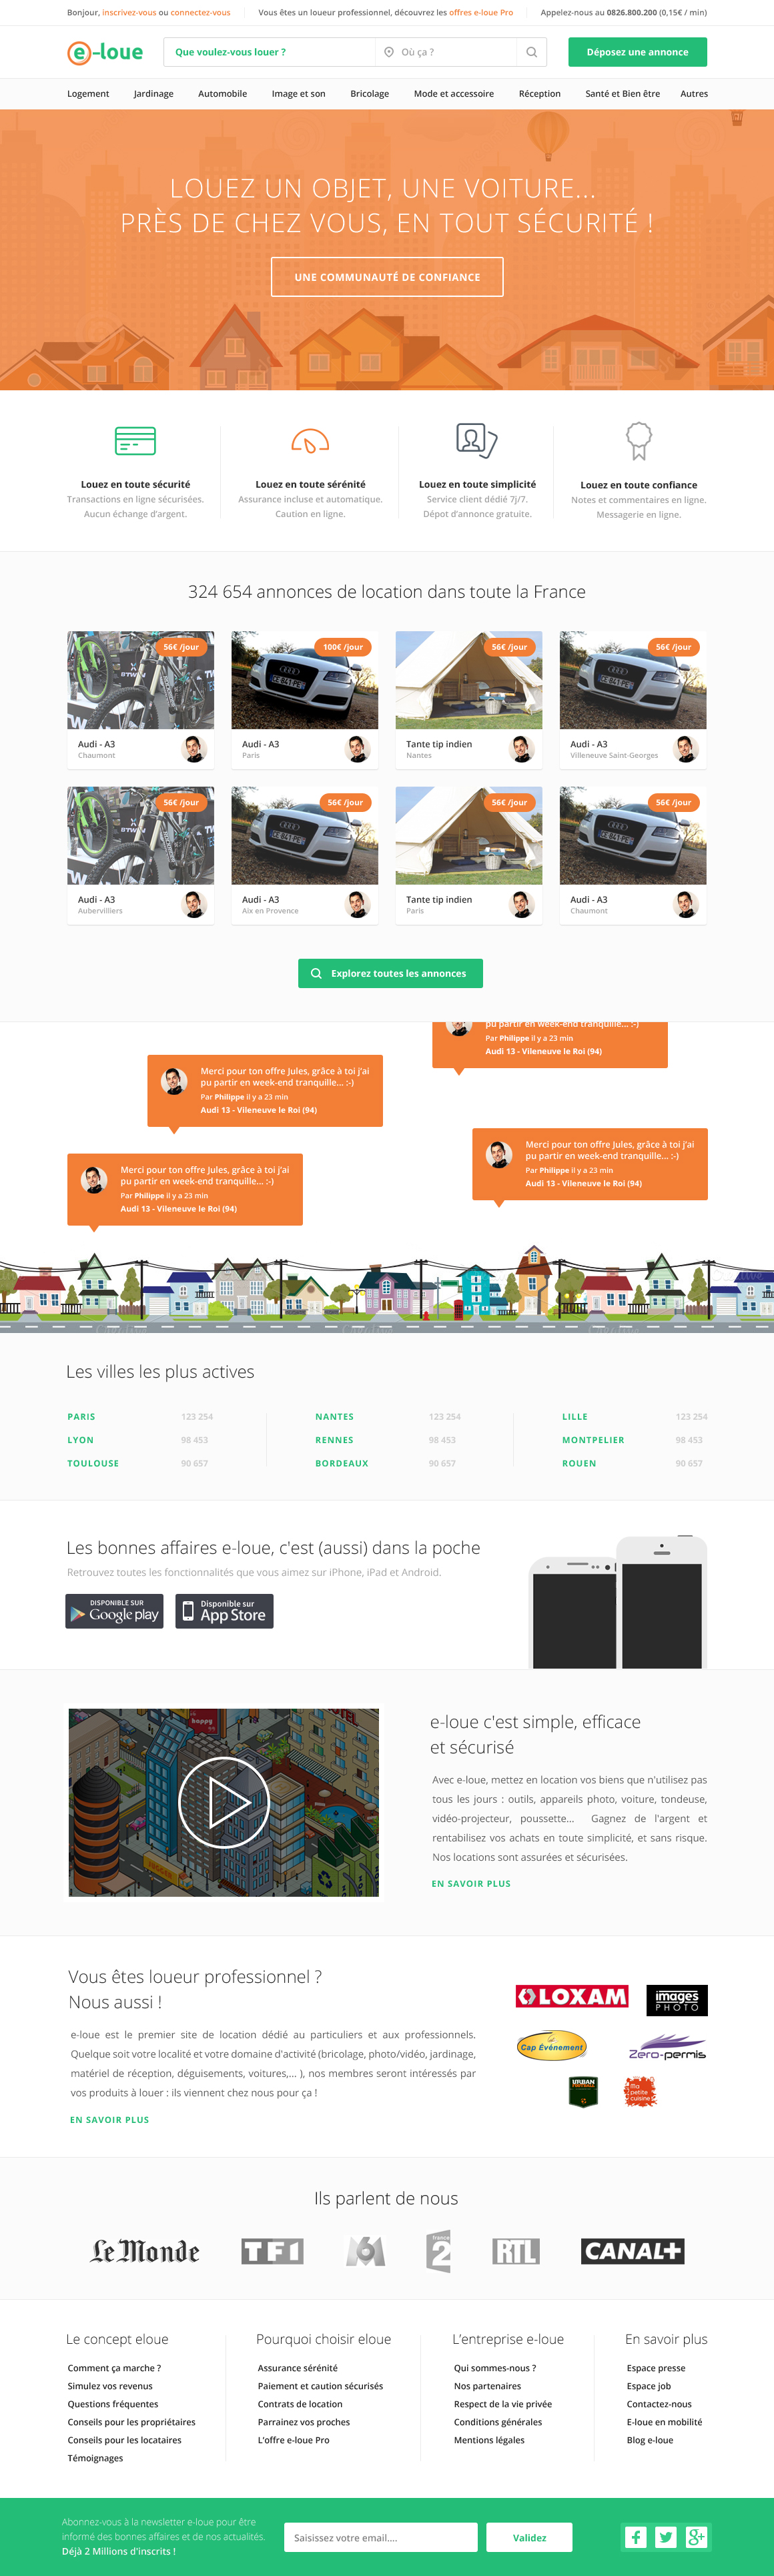 Bonjour, inscrivez-vous ou connectez-vous
Vous êtes un loueur professionnel, découvrez les offres e-loue Pro
Appelez-nous au 0826.800.200 (0,15€ / min)
e-loue
Que voulez-vous louer ?
Où ça ?
Déposez une annonce
Logement
Jardinage
Automobile
Image et son
Bricolage
Mode et accessoire
Réception
Santé et Bien être
Autres
LOUEZ UN OBJET, UNE VOITURE...
PRÈS DE CHEZ VOUS, EN TOUT SÉCURITÉ !
UNE COMMUNAUTÉ DE CONFIANCE
Louez en toute sécurité
Transactions en ligne sécurisées.
Aucun échange d'argent.
Louez en toute sérénité
Assurance incluse et automatique.
Caution en ligne.
Louez en toute simplicité
Service client dédié 7j/7.
Dépot d'annonce gratuite.
Louez en toute confiance
Notes et commentaires en ligne.
Messagerie en ligne.
324 654 annonces de location dans toute la France
56€ /jour
Audi - A3
Chaumont
100€ /jour
Audi - A3
Paris
56€ /jour
Tante tip indien
Nantes
56€ /jour
Audi - A3
Villeneuve Saint-Georges
56€ /jour
Audi - A3
Aubervilliers
56€ /jour
Audi - A3
Aix en Provence
56€ /jour
Tante tip indien
Paris
56€ /jour
Audi - A3
Chaumont
Explorez toutes les annonces
pu partir en week-end tranquille... :-)
Par Philippe il y a 23 min
Audi 13 - Vileneuve le Roi (94)
Merci pour ton offre Jules, grâce à toi j'ai
pu partir en week-end tranquille... :-)
Par Philippe il y a 23 min
Audi 13 - Vileneuve le Roi (94)
Merci pour ton offre Jules, grâce à toi j'ai
pu partir en week-end tranquille... :-)
Par Philippe il y a 23 min
Audi 13 - Vileneuve le Roi (94)
Merci pour ton offre Jules, grâce à toi j'ai
pu partir en week-end tranquille... :-)
Par Philippe il y a 23 min
Audi 13 - Vileneuve le Roi (94)
Les villes les plus actives
PARIS 123 254
LYON 98 453
TOULOUSE 90 657
NANTES 123 254
RENNES 98 453
BORDEAUX 90 657
LILLE 123 254
MONTPELIER 98 453
ROUEN 90 657
Les bonnes affaires e-loue, c'est (aussi) dans la poche
Retrouvez toutes les fonctionnalités que vous aimez sur iPhone, iPad et Android.
DISPONIBLE SUR
Google play
Disponible sur
App Store
happy
e-loue c'est simple, efficace
et sécurisé
Avec e-loue, mettez en location vos biens que n'utilisez pas
tous les jours : outils, appareils photo, voiture, tondeuse,
vidéo-projecteur, poussette... Gagnez de l'argent et
rentabilisez vos achats en toute simplicité, et sans risque.
Nos locations sont assurées et sécurisées.
EN SAVOIR PLUS
Vous êtes loueur professionnel ?
Nous aussi !
e-loue est le premier site de location dédié au particuliers et aux professionnels.
Quelque soit votre localité et votre domaine d'activité (bricolage, photo/vidéo, jardinage,
matériel de réception, déguisements, voitures,... ), nos membres seront intéressés par
vos produits à louer : ils viennent chez nous pour ça !
EN SAVOIR PLUS
LOXAM
images
PHOTO
Cap Événement
Zero-permis
URBAN
FOOTBALL
ma
petite
cuisine
Ils parlent de nous
Le Monde
TF1
M6
france
2
RTL
CANAL+
Le concept eloue
Comment ça marche ?
Simulez vos revenus
Questions fréquentes
Conseils pour les propriétaires
Conseils pour les locataires
Témoignages
Pourquoi choisir eloue
Assurance sérénité
Paiement et caution sécurisés
Contrats de location
Parrainez vos proches
L'offre e-loue Pro
L'entreprise e-loue
Qui sommes-nous ?
Nos partenaires
Respect de la vie privée
Conditions générales
Mentions légales
En savoir plus
Espace presse
Espace job
Contactez-nous
E-loue en mobilité
Blog e-loue
Abonnez-vous à la newsletter e-loue pour être
informé des bonnes affaires et de nos actualités.
Déjà 2 Millions d'inscrits !
Saisissez votre email....
Validez